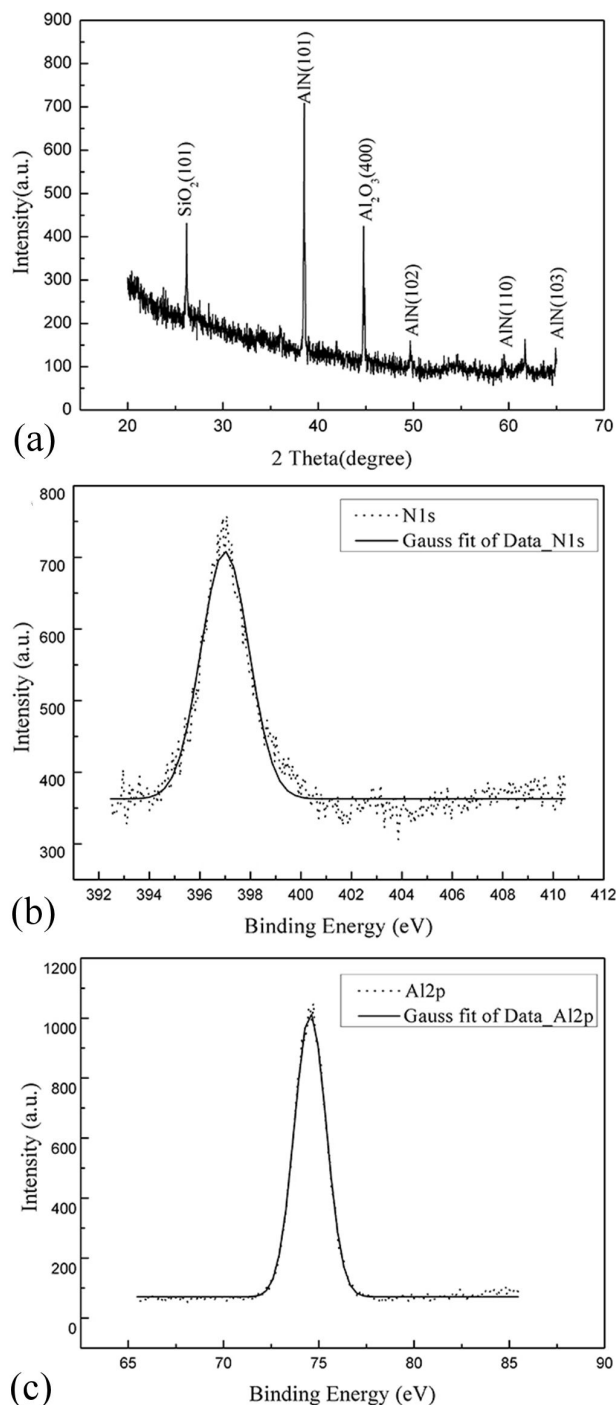 900
800
700
600
500
400
300
200
100
0
Intensity(a.u.)
SiO₂(101)
AlN(101)
Al₂O₃(400)
AlN(102)
AlN(110)
AlN(103)
20 30 40 50 60 70
2 Theta(degree)
(a)
800
700
600
500
400
300
Intensity (a.u.)
N1s
Gauss fit of Data_N1s
392 394 396 398 400 402 404 406 408 410 412
Binding Energy (eV)
(b)
1200
1000
800
600
400
200
0
Intensity (a.u.)
Al2p
Gauss fit of Data_Al2p
65 70 75 80 85 90
Binding Energy (eV)
(c)